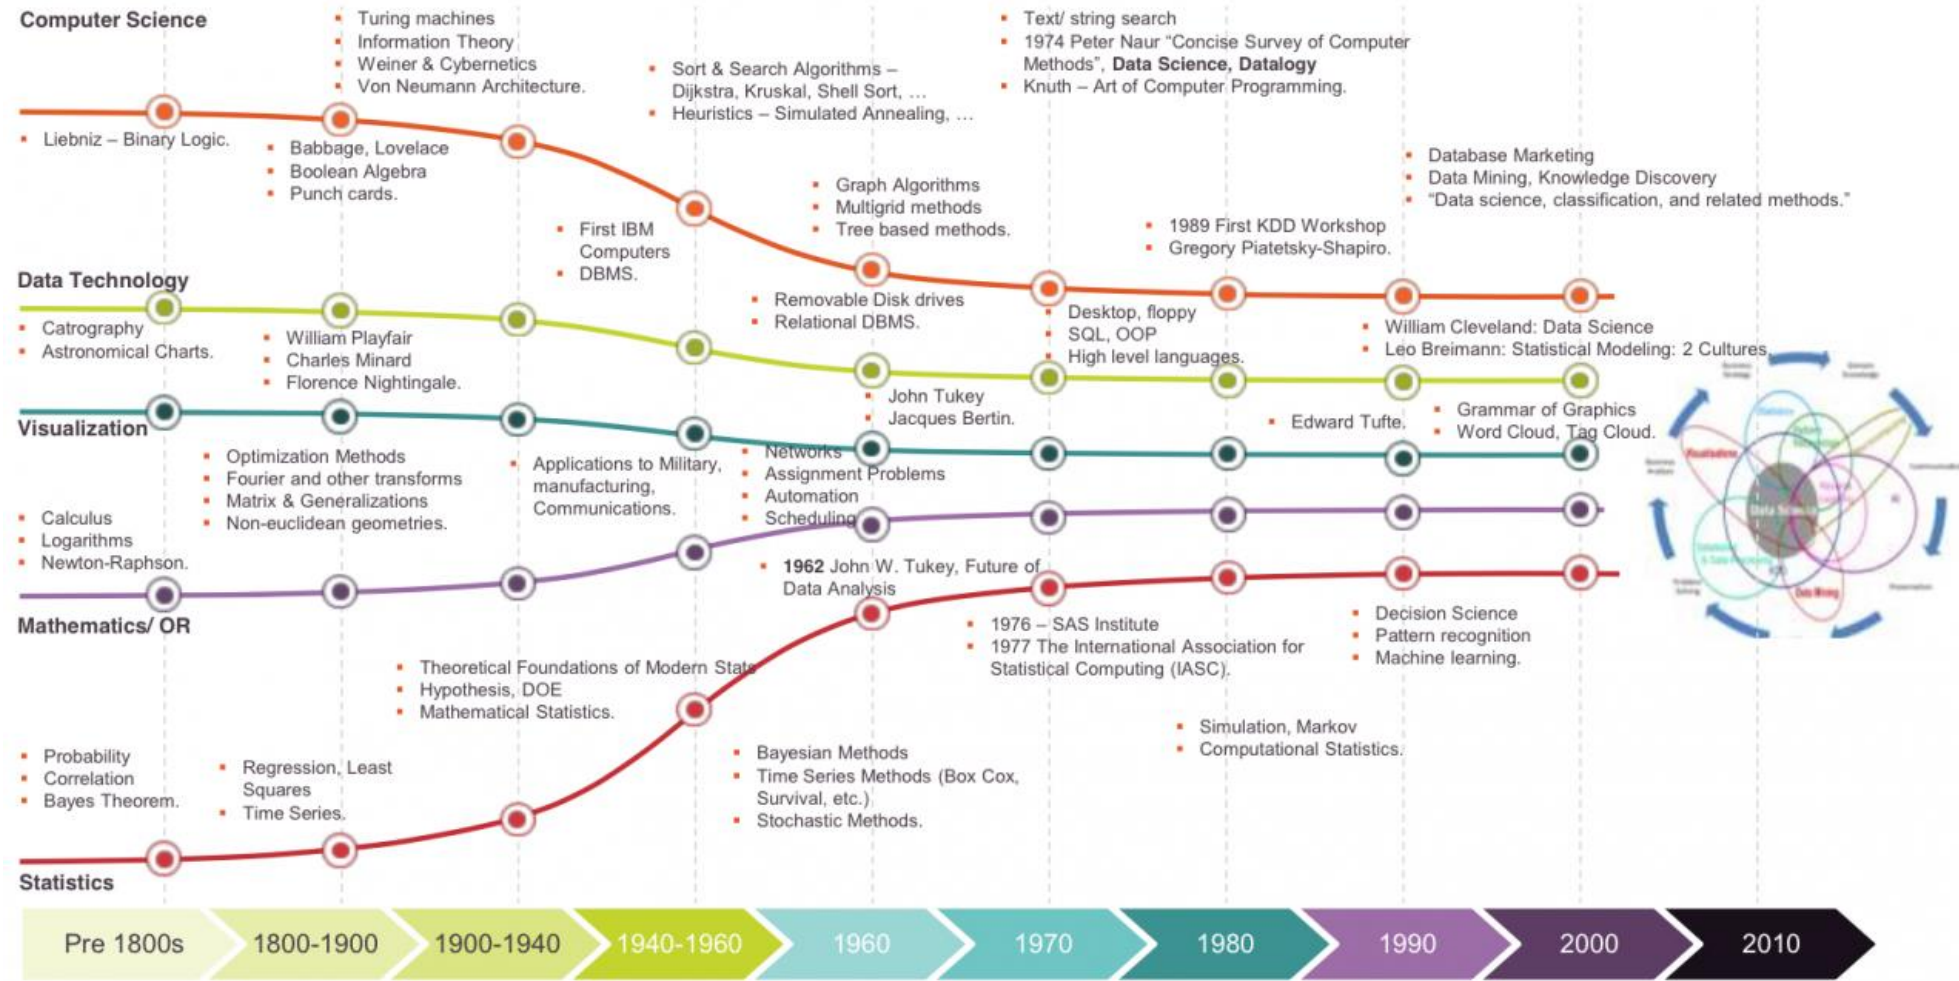 Computer Science
Turing machines
Information Theory
Weiner & Cybernetics
Von Neumann Architecture.
Text/ string search
1974 Peter Naur “Concise Survey of Computer
Methods”, Data Science, Datalogy
Knuth – Art of Computer Programming.
Sort & Search Algorithms –
Dijkstra, Kruskal, Shell Sort, …
Heuristics – Simulated Annealing, …
Liebniz – Binary Logic.
Babbage, Lovelace
Boolean Algebra
Punch cards.
Database Marketing
Data Mining, Knowledge Discovery
“Data science, classification, and related methods.”
Graph Algorithms
Multigrid methods
Tree based methods.
First IBM
Computers
DBMS.
1989 First KDD Workshop
Gregory Piatetsky-Shapiro.
Data Technology
Removable Disk drives
Relational DBMS.
Desktop, floppy
SQL, OOP
High level languages.
William Cleveland: Data Science
Leo Breimann: Statistical Modeling: 2 Cultures.
Catrography
Astronomical Charts.
William Playfair
Charles Minard
Florence Nightingale.
John Tukey
Jacques Bertin.
Edward Tufte.
Grammar of Graphics
Word Cloud, Tag Cloud.
Visualization
Optimization Methods
Fourier and other transforms
Matrix & Generalizations
Non-euclidean geometries.
Applications to Military,
manufacturing,
Communications.
Networks
Assignment Problems
Automation
Scheduling
Calculus
Logarithms
Newton-Raphson.
1962 John W. Tukey, Future of
Data Analysis
Mathematics/ OR
1976 – SAS Institute
1977 The International Association for
Statistical Computing (IASC).
Decision Science
Pattern recognition
Machine learning.
Theoretical Foundations of Modern Stats
Hypothesis, DOE
Mathematical Statistics.
Simulation, Markov
Computational Statistics.
Probability
Correlation
Bayes Theorem.
Regression, Least
Squares
Time Series.
Bayesian Methods
Time Series Methods (Box Cox,
Survival, etc.)
Stochastic Methods.
Statistics
Data Science
Data Mining
Pre 1800s
1800-1900
1900-1940
1940-1960
1960
1970
1980
1990
2000
2010